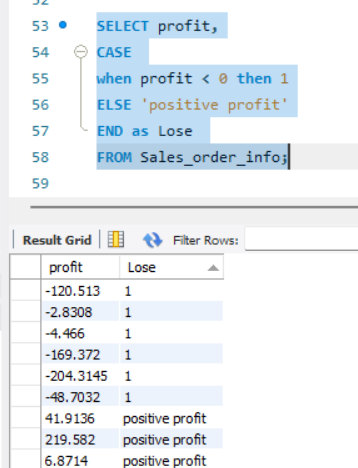 52
53 SELECT profit,
54 CASE
55 when profit < 0 then 1
56 ELSE 'positive profit'
57 END as Lose
58 FROM Sales_order_info;
59
Result Grid Filter Rows:
profit Lose
-120.513 1
-2.8308 1
-4.466 1
-169.372 1
-204.3145 1
-48.7032 1
41.9136 positive profit
219.582 positive profit
6.8714 positive profit